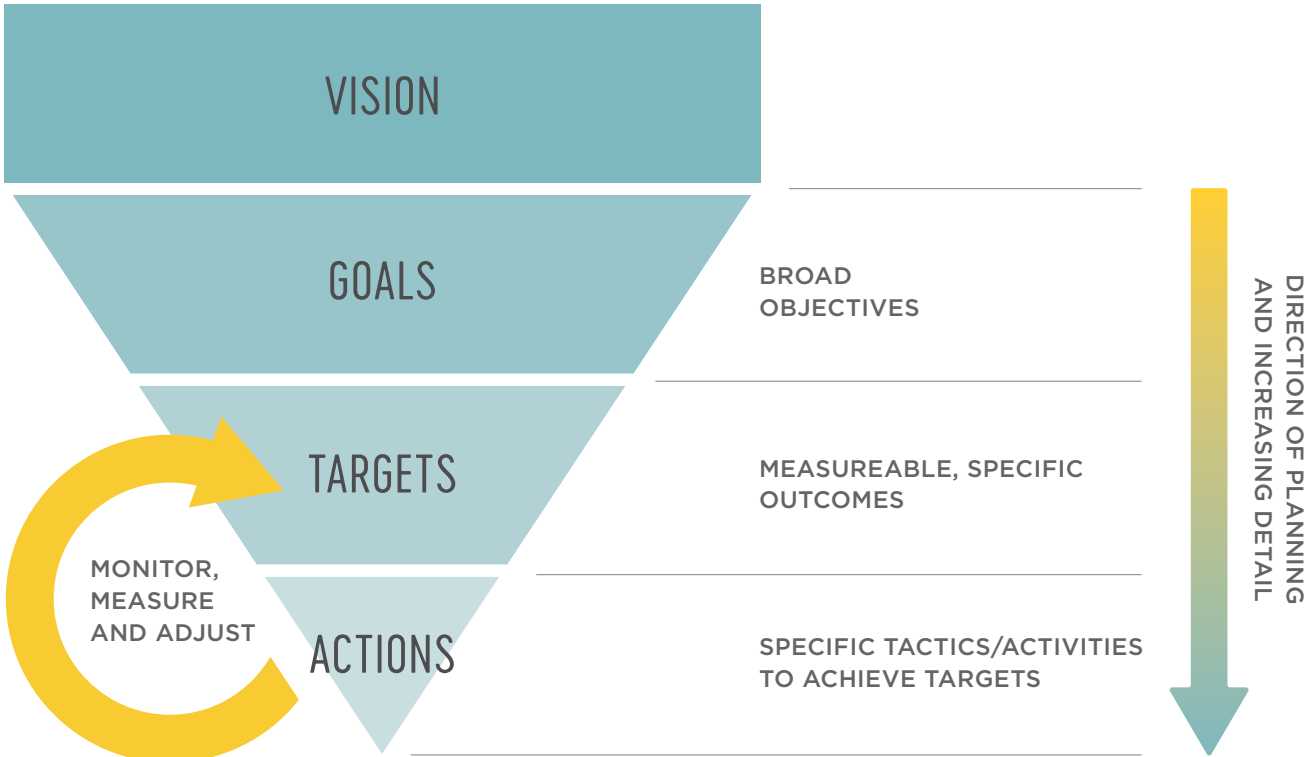 VISION
GOALS
BROAD
OBJECTIVES
TARGETS
MEASUREABLE, SPECIFIC
OUTCOMES
MONITOR,
MEASURE
AND ADJUST
ACTIONS
SPECIFIC TACTICS/ACTIVITIES
TO ACHIEVE TARGETS
DIRECTION OF PLANNING
AND INCREASING DETAIL